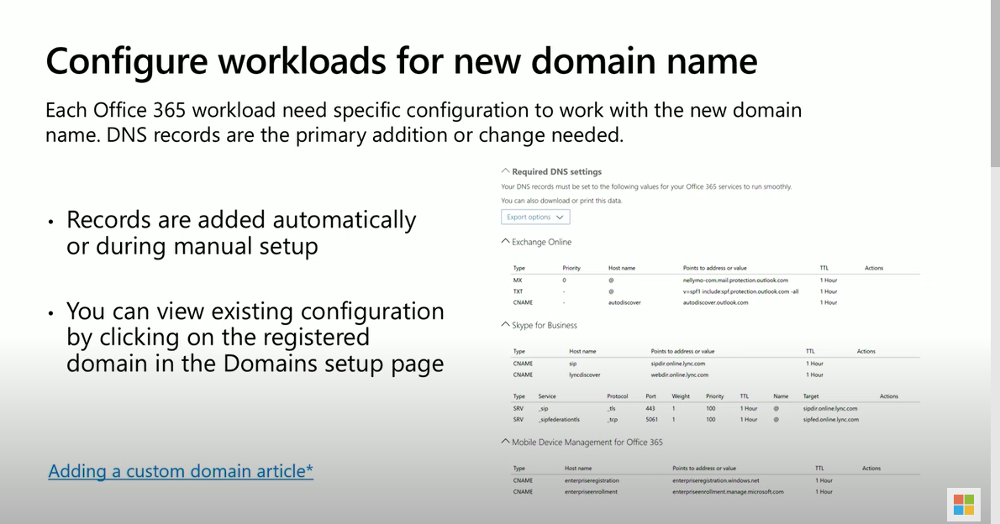 Configure workloads for new domain name
Each Office 365 workload need specific configuration to work with the new domain
name. DNS records are the primary addition or change needed.
• Records are added automatically
or during manual setup
• You can view existing configuration
by clicking on the registered
domain in the Domains setup page
Adding a custom domain article*
Required DNS settings
Your DNS records must be set to the following values for your Office 365 services to run smoothly.
You can also download or print this data.
Export options
Exchange Online
Type Priority Host name Points to address or value TTL Actions
MX 0 @ nellymo-com.mail.protection.outlook.com 1 Hour
TXT - @ v=spf1 include:spf.protection.outlook.com -all 1 Hour
CNAME - autodiscover autodiscover.outlook.com 1 Hour
Skype for Business
Type Host name Points to address or value TTL Actions
CNAME sip sipdir.online.lync.com 1 Hour
CNAME lyncdiscover webdir.online.lync.com 1 Hour
Type Service Protocol Port Weight Priority TTL Name Target Actions
SRV _sip _tls 443 1 100 1 Hour @ sipdir.online.lync.com
SRV _sipfederationtls _tcp 5061 1 100 1 Hour @ sipfed.online.lync.com
Mobile Device Management for Office 365
Type Host name Points to address or value TTL Actions
CNAME enterpriseregistration enterpriseregistration.windows.net 1 Hour
CNAME enterpriseenrollment enterpriseenrollment.manage.microsoft.com 1 Hour